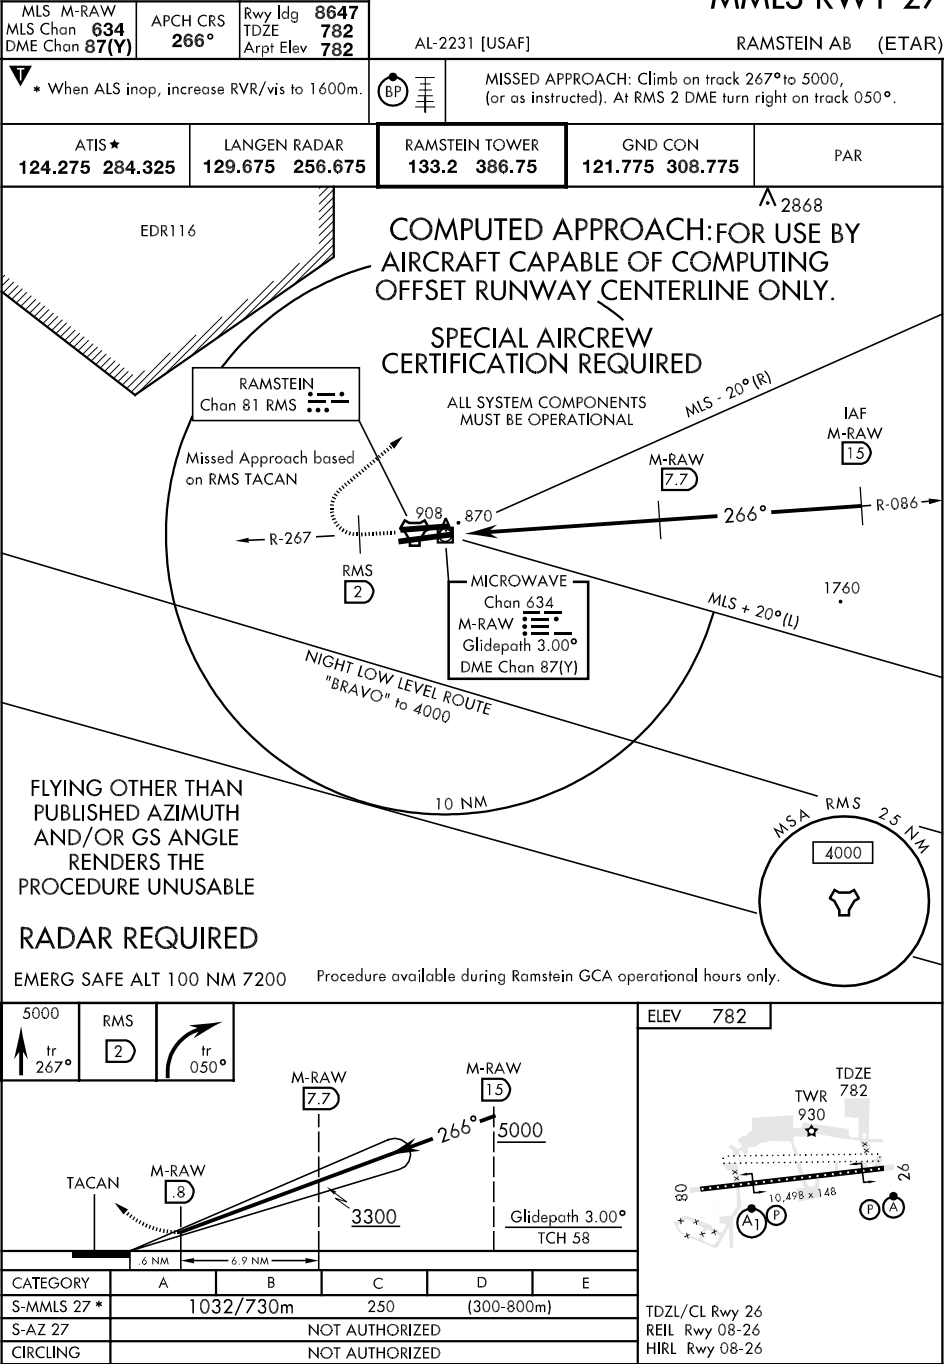 MMLS RWY 27
MLS M-RAW
MLS Chan 634
DME Chan 87(Y)
APCH CRS
266°
Rwy ldg 8647
TDZE 782
Arpt Elev 782
AL-2231 [USAF]
RAMSTEIN AB (ETAR)
T
* When ALS inop, increase RVR/vis to 1600m.
BP
MISSED APPROACH: Climb on track 267° to 5000,
(or as instructed). At RMS 2 DME turn right on track 050°.
ATIS ★
124.275 284.325
LANGEN RADAR
129.675 256.675
RAMSTEIN TOWER
133.2 386.75
GND CON
121.775 308.775
PAR
2868
EDR116
COMPUTED APPROACH: FOR USE BY
AIRCRAFT CAPABLE OF COMPUTING
OFFSET RUNWAY CENTERLINE ONLY.
SPECIAL AIRCREW
CERTIFICATION REQUIRED
RAMSTEIN
Chan 81 RMS
ALL SYSTEM COMPONENTS
MUST BE OPERATIONAL
MLS - 20° (R)
IAF
M-RAW
15
M-RAW
7.7
Missed Approach based
on RMS TACAN
908
870
266°
R-086
R-267
RMS
2
MICROWAVE
Chan 634
M-RAW
Glidepath 3.00°
DME Chan 87(Y)
1760
MLS + 20° (L)
NIGHT LOW LEVEL ROUTE
"BRAVO" to 4000
10 NM
FLYING OTHER THAN
PUBLISHED AZIMUTH
AND/OR GS ANGLE
RENDERS THE
PROCEDURE UNUSABLE
MSA RMS 25 NM
4000
RADAR REQUIRED
EMERG SAFE ALT 100 NM 7200
Procedure available during Ramstein GCA operational hours only.
5000
tr
267°
RMS
2
tr
050°
M-RAW
7.7
M-RAW
15
266°
5000
TACAN
M-RAW
.8
3300
Glidepath 3.00°
TCH 58
.6 NM
6.9 NM
ELEV 782
TDZE
782
TWR
930
08
26
10,498 x 148
A1
P
P
A
CATEGORY A B C D E
S-MMLS 27 * 1032/730m 250 (300-800m)
S-AZ 27 NOT AUTHORIZED
CIRCLING NOT AUTHORIZED
TDZL/CL Rwy 26
REIL Rwy 08-26
HIRL Rwy 08-26